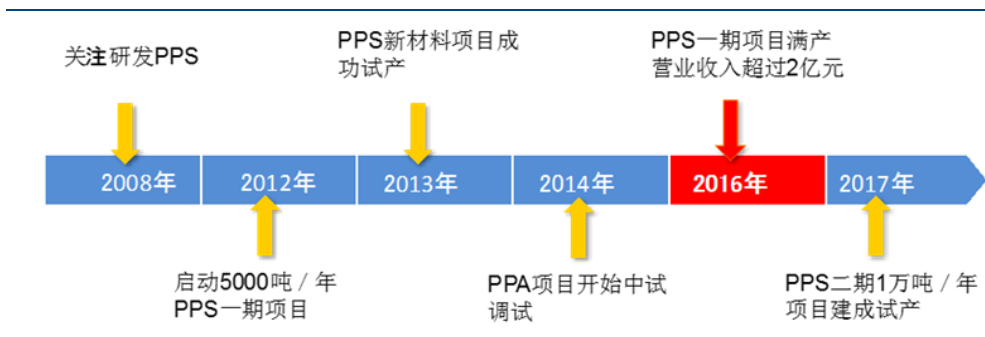 关注研发PPS
PPS新材料项目成
功试产
PPS一期项目满产
营业收入超过2亿元
2008年
2012年
2013年
2014年
2016年
2017年
启动5000吨／年
PPS一期项目
PPA项目开始中试
调试
PPS二期1万吨／年
项目建成试产